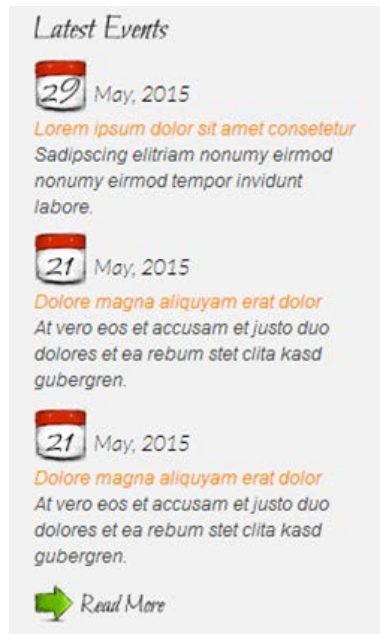 Latest Events
29 May, 2015
Lorem ipsum dolor sit amet consetetur
Sadipscing elitriam nonumy eirmod
nonumy eirmod tempor invidunt
labore.
21 May, 2015
Dolore magna aliquyam erat dolor
At vero eos et accusam et justo duo
dolores et ea rebum stet clita kasd
gubergren.
21 May, 2015
Dolore magna aliquyam erat dolor
At vero eos et accusam et justo duo
dolores et ea rebum stet clita kasd
gubergren.
Read More